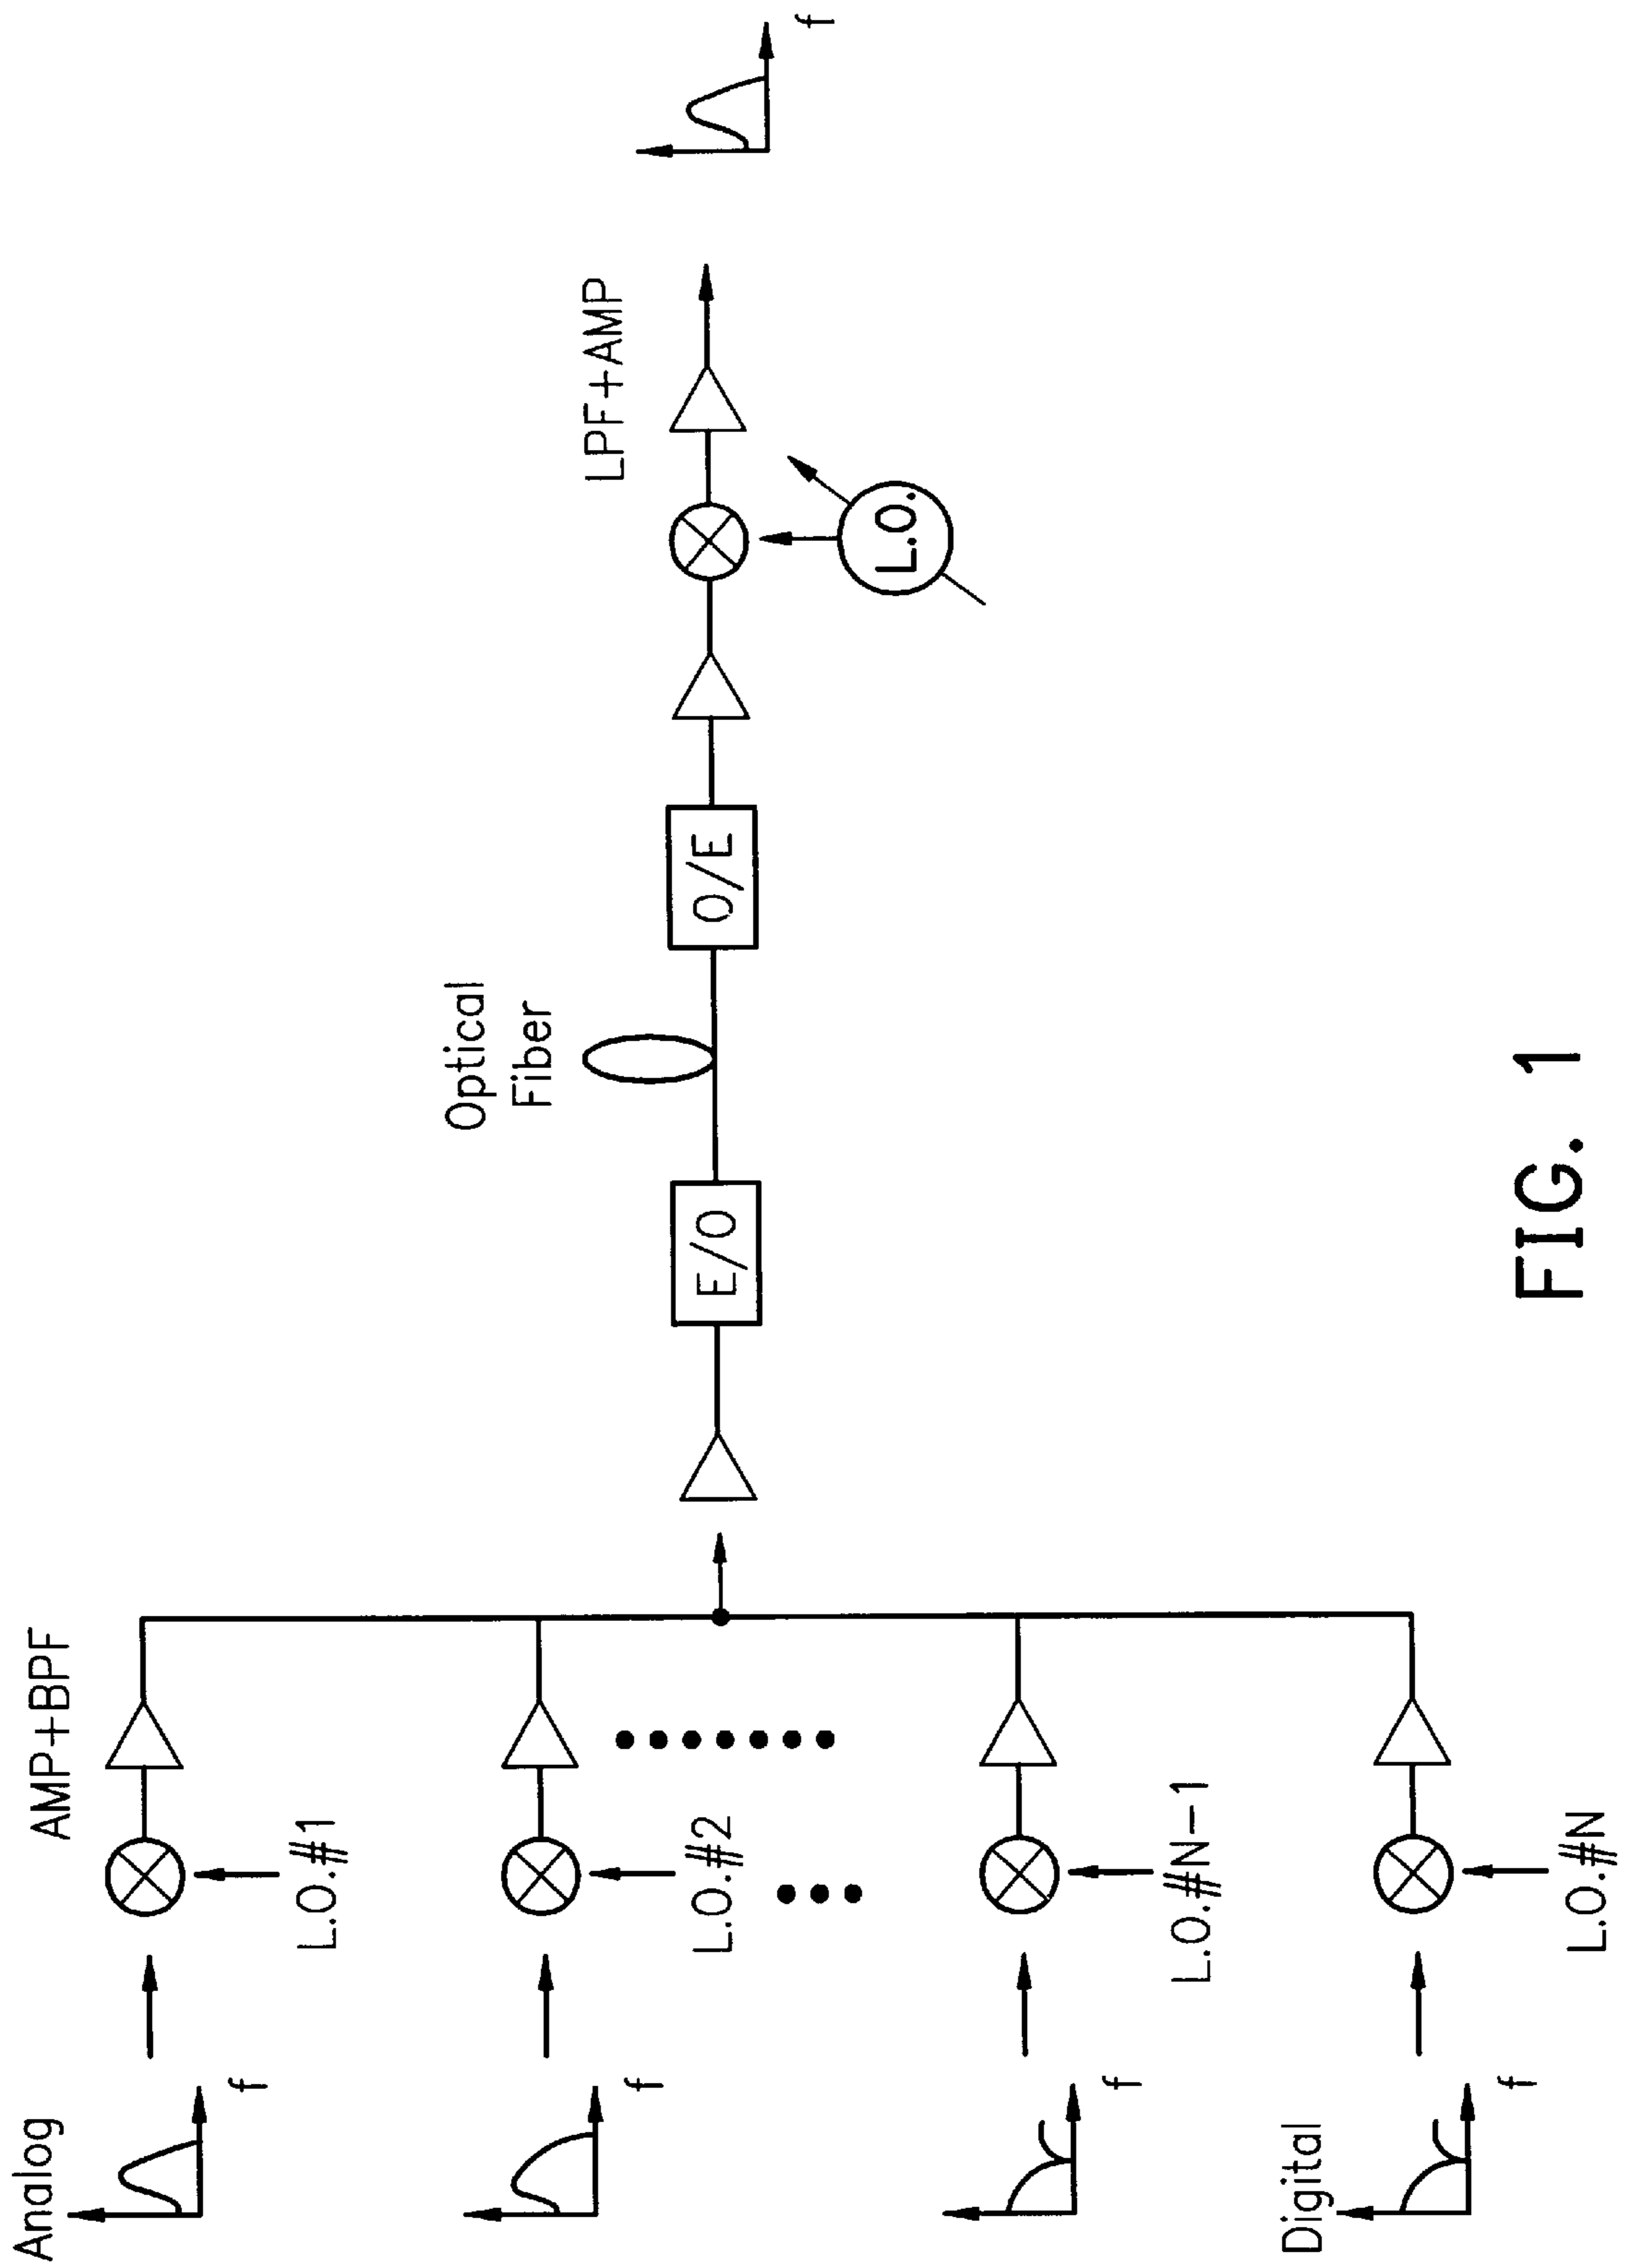 Analog
f
AMP+BPF
L.O.#1
f
L.O.#2
f
L.O.#N-1
Digital
f
L.O.#N
E/O
Optical
Fiber
O/E
L.O.
LPF+AMP
f
FIG. 1